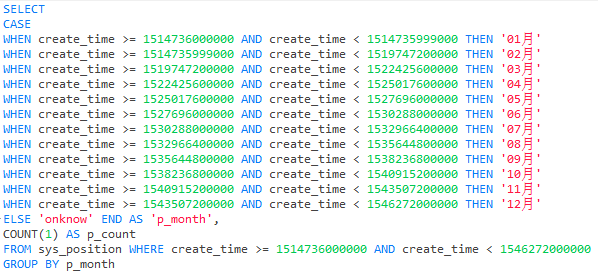 SELECT
CASE
WHEN create_time >= 1514736000000 AND create_time < 1514735999000 THEN '01月'
WHEN create_time >= 1514735999000 AND create_time < 1519747200000 THEN '02月'
WHEN create_time >= 1519747200000 AND create_time < 1522425600000 THEN '03月'
WHEN create_time >= 1522425600000 AND create_time < 1525017600000 THEN '04月'
WHEN create_time >= 1525017600000 AND create_time < 1527696000000 THEN '05月'
WHEN create_time >= 1527696000000 AND create_time < 1530288000000 THEN '06月'
WHEN create_time >= 1530288000000 AND create_time < 1532966400000 THEN '07月'
WHEN create_time >= 1532966400000 AND create_time < 1535644800000 THEN '08月'
WHEN create_time >= 1535644800000 AND create_time < 1538236800000 THEN '09月'
WHEN create_time >= 1538236800000 AND create_time < 1540915200000 THEN '10月'
WHEN create_time >= 1540915200000 AND create_time < 1543507200000 THEN '11月'
WHEN create_time >= 1543507200000 AND create_time < 1546272000000 THEN '12月'
ELSE 'onknow' END AS 'p_month',
COUNT(1) AS p_count
FROM sys_position WHERE create_time >= 1514736000000 AND create_time < 1546272000000
GROUP BY p_month